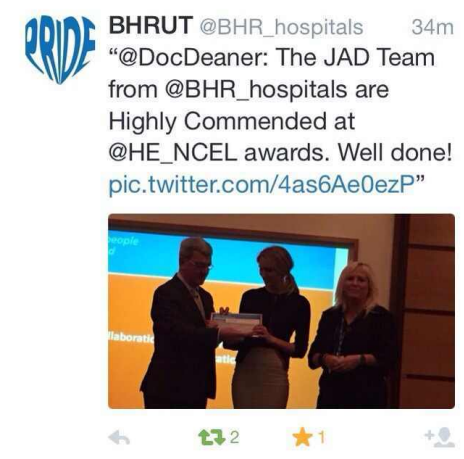 PRIDE
BHRUT @BHR_hospitals 34m
“@DocDeaner: The JAD Team
from @BHR_hospitals are
Highly Commended at
@HE_NCEL awards. Well done!
pic.twitter.com/4as6Ae0ezP”
people
d
llaboratio
atio
2
1